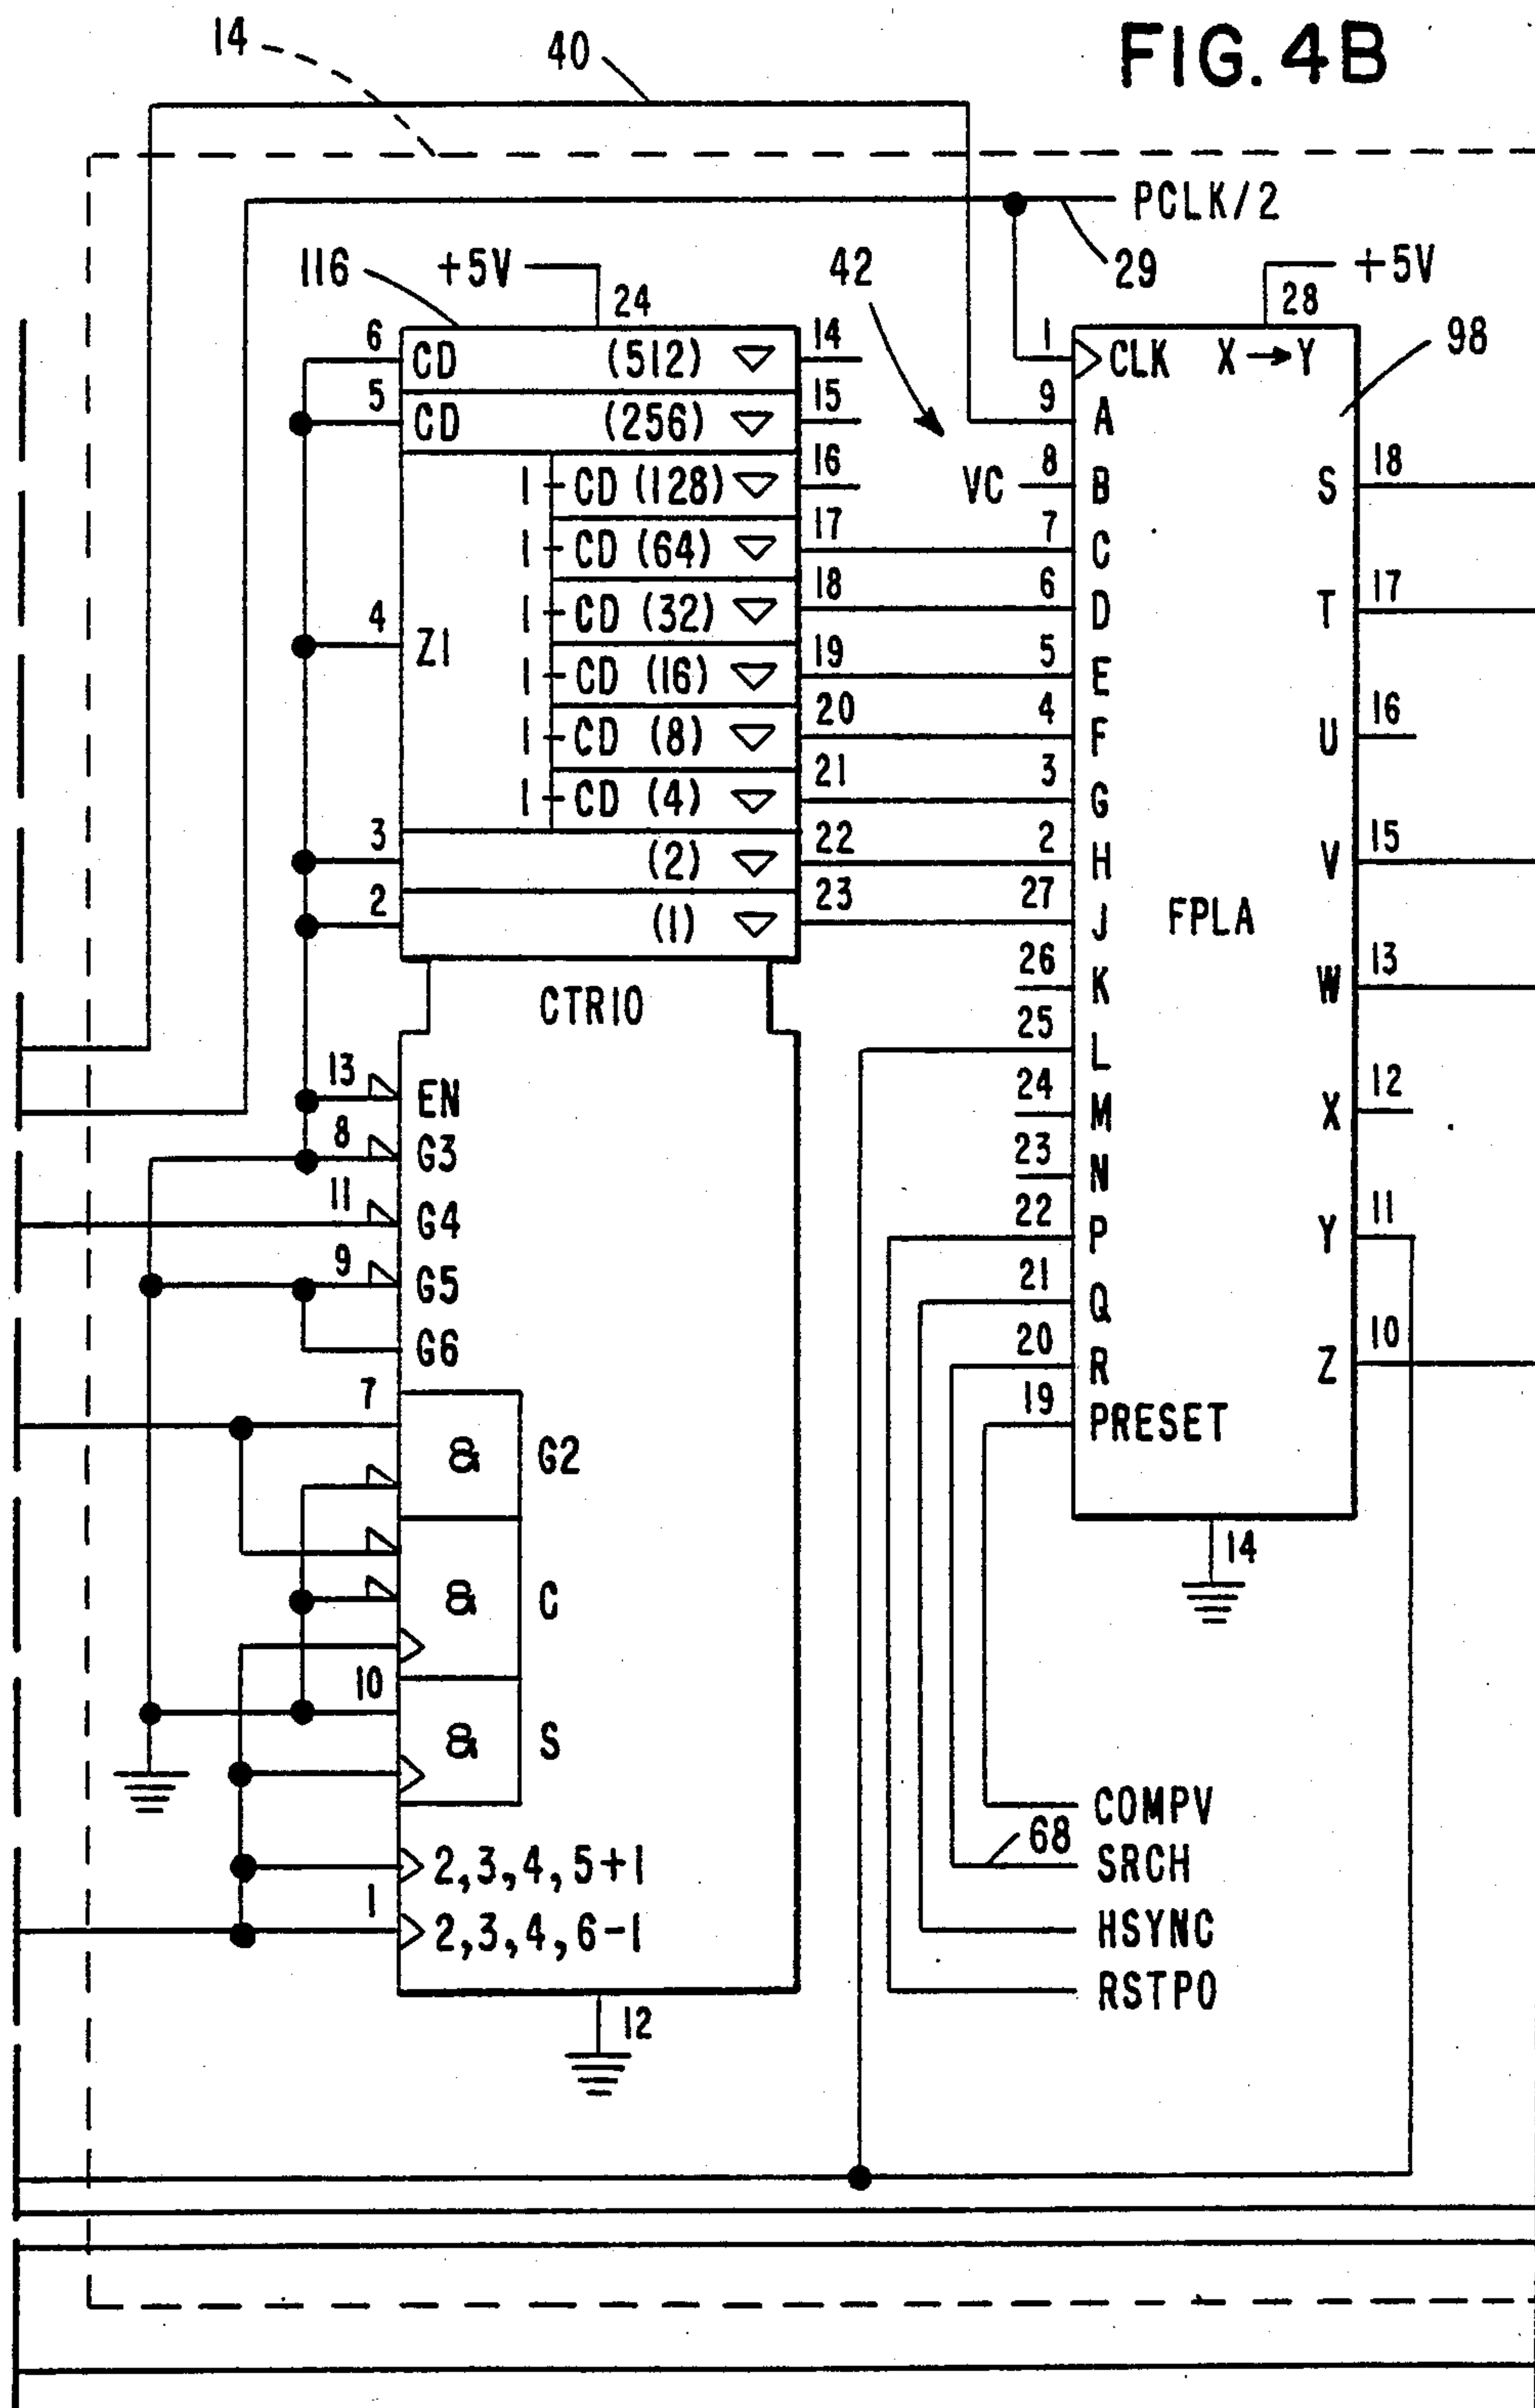 FIG. 4B
14
40
PCLK/2
29
116
+5V
24
42
+5V
28
98
6
CD
(512)
14
1
CLK
X→Y
5
CD
(256)
15
9
A
1
CD (128)
16
VC
8
B
S
18
1
CD (64)
17
7
C
1
CD (32)
18
6
D
T
17
4
Z1
1
CD (16)
19
5
E
1
CD (8)
20
4
F
U
16
1
CD (4)
21
3
G
3
(2)
22
2
H
V
15
2
(1)
23
27
J
FPLA
CTR10
26
K
W
13
25
L
13
EN
24
M
X
12
8
G3
23
N
11
G4
22
P
Y
11
9
G5
21
Q
G6
20
R
Z
10
7
&
G2
19
PRESET
14
&
C
10
&
S
COMPV
68
SRCH
2,3,4,5+1
HSYNC
1
2,3,4,6-1
RSTPO
12